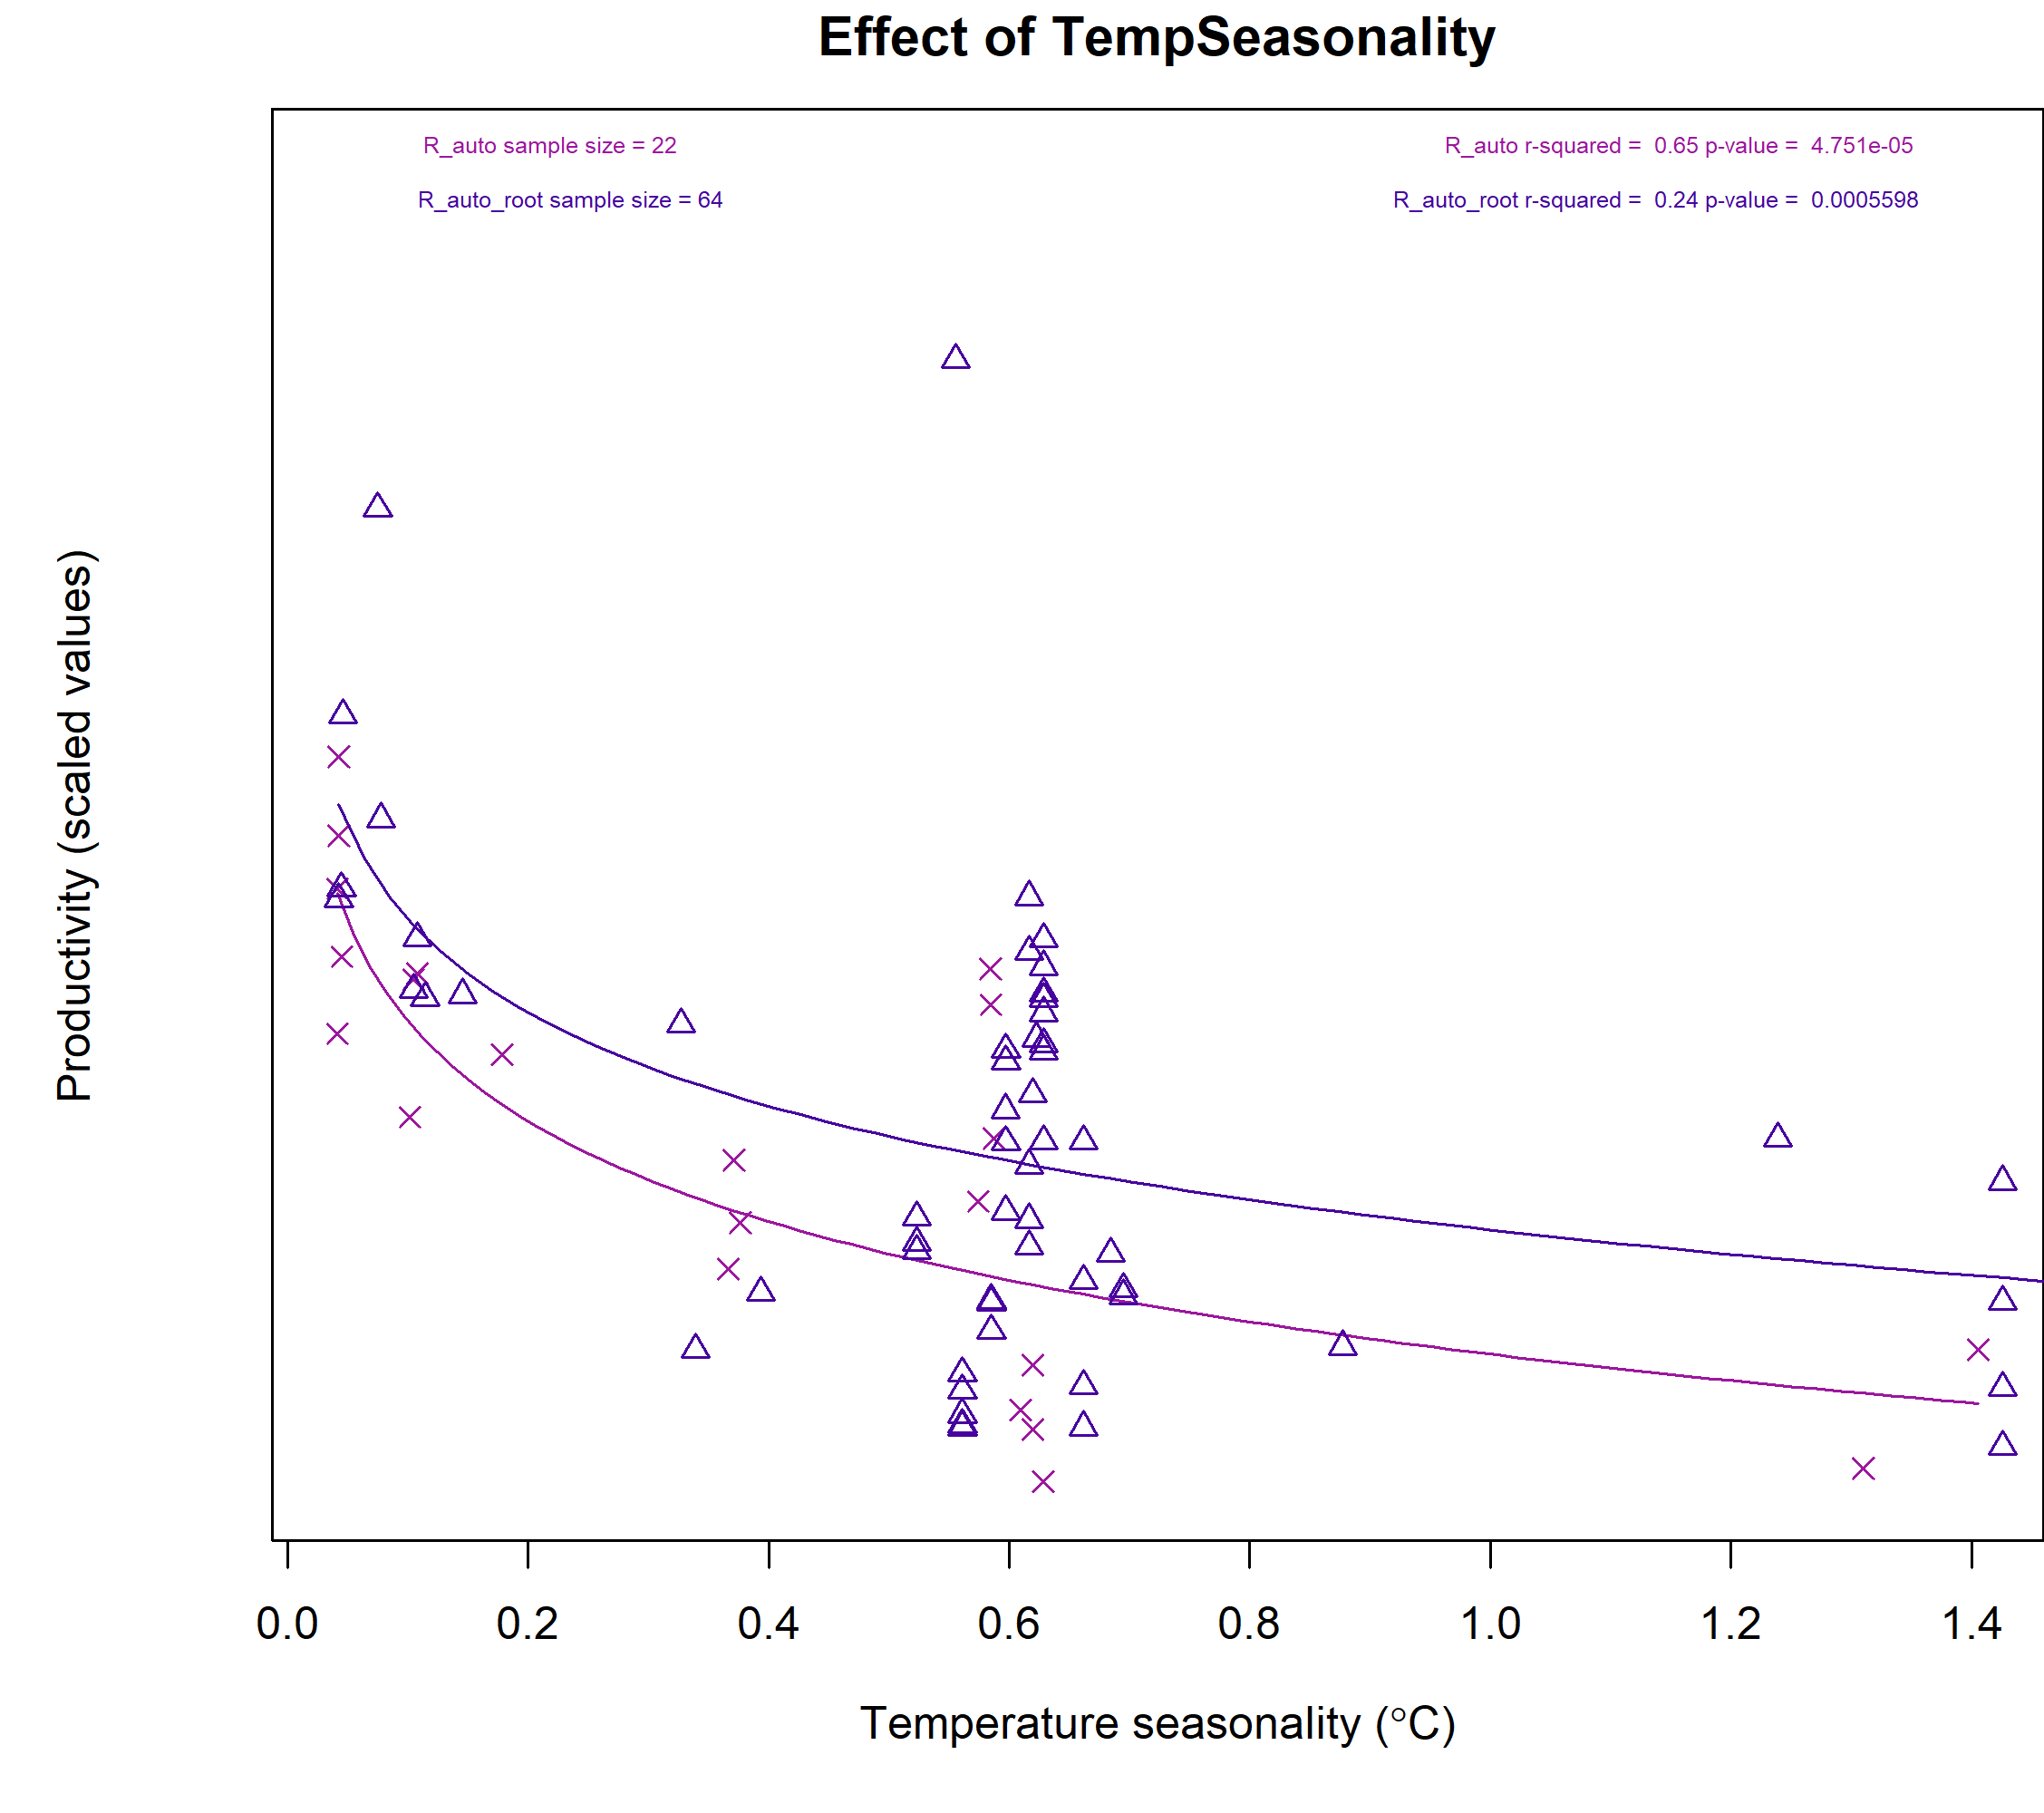 Effect of TempSeasonality
R_auto sample size = 22
R_auto r-squared =  0.65 p-value =  4.751e-05
R_auto_root sample size = 64
R_auto_root r-squared =  0.24 p-value =  0.0005598
Productivity (scaled values)
0.0 0.2 0.4 0.6 0.8 1.0 1.2 1.4
Temperature seasonality (°C)